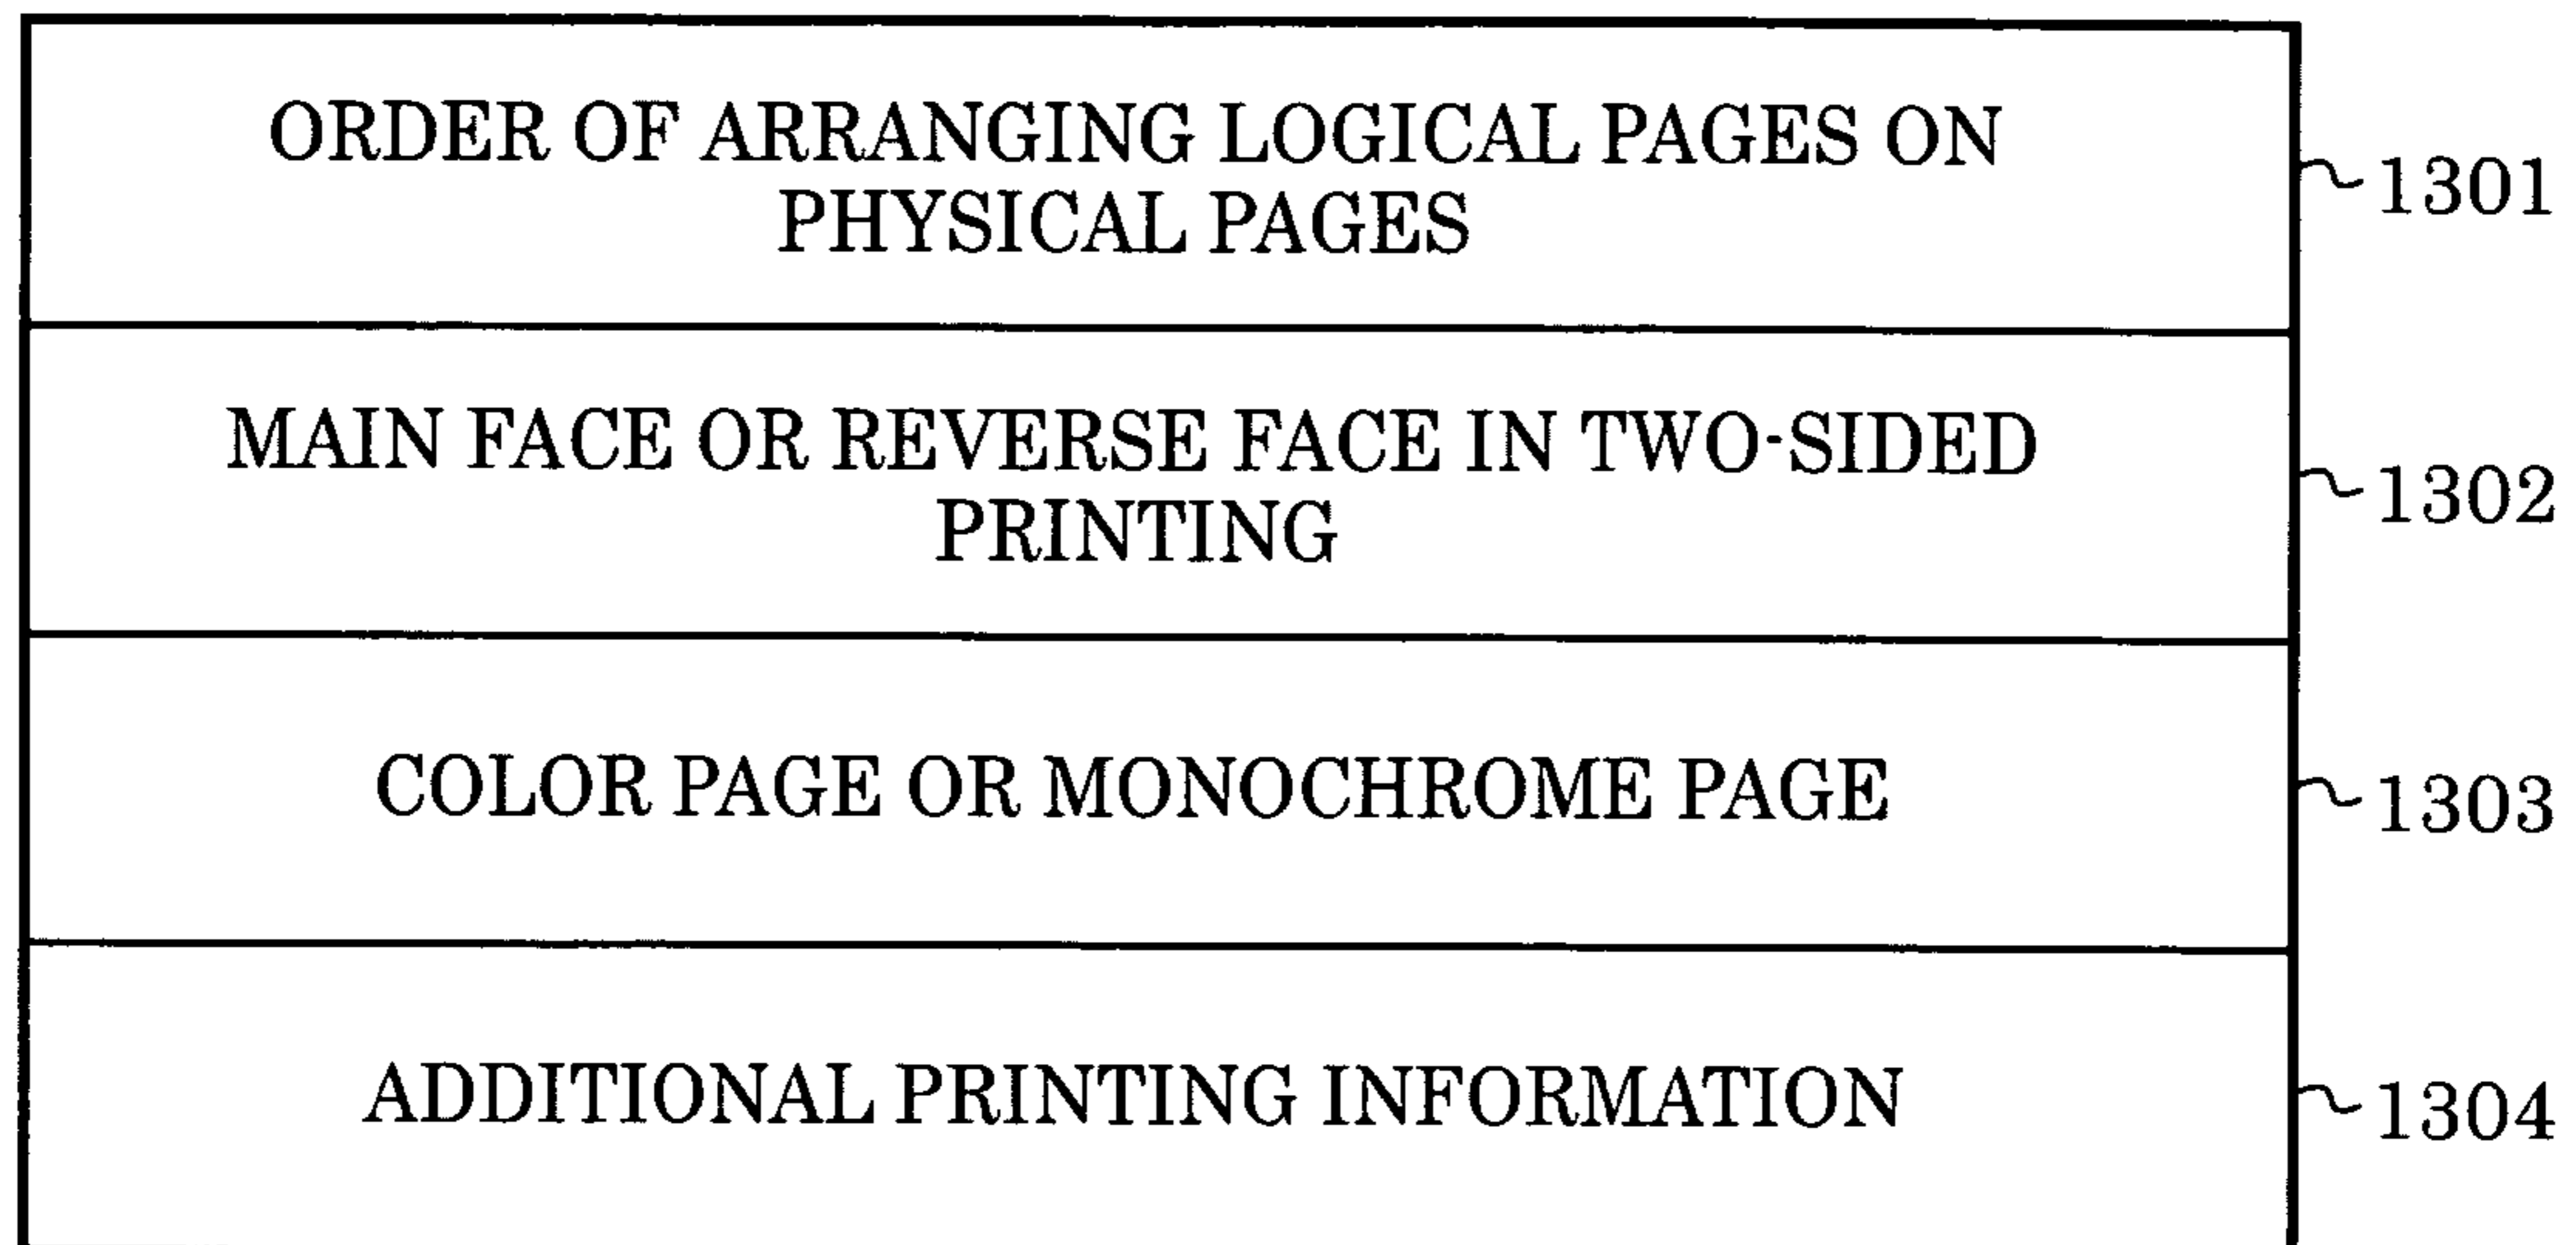 ORDER OF ARRANGING LOGICAL PAGES ON
PHYSICAL PAGES
1301
MAIN FACE OR REVERSE FACE IN TWO-SIDED
PRINTING
1302
COLOR PAGE OR MONOCHROME PAGE
1303
ADDITIONAL PRINTING INFORMATION
1304